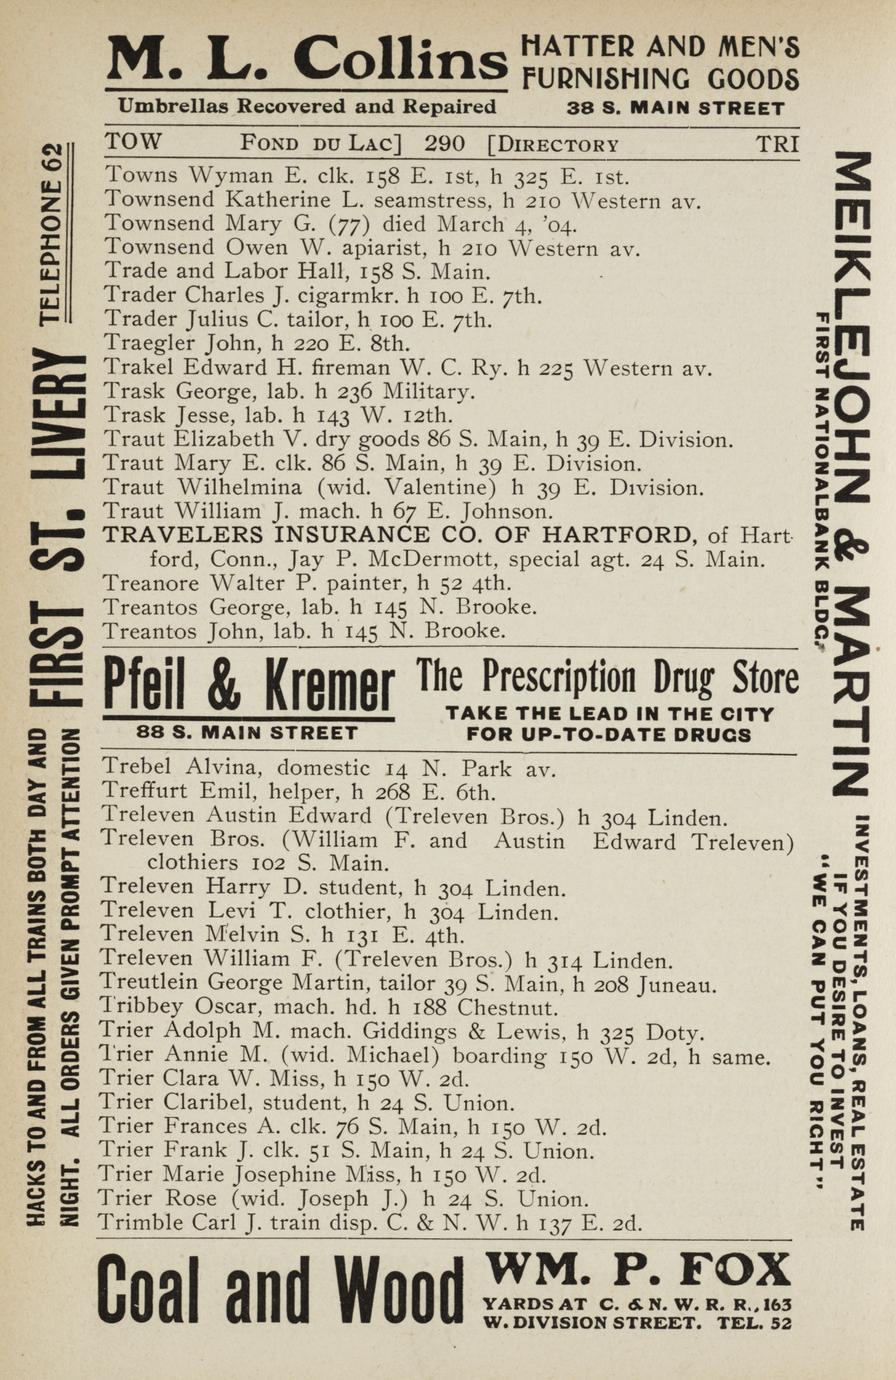 M. L. Collins
HATTER AND MEN'S
FURNISHING GOODS
Umbrellas Recovered and Repaired
38 S. MAIN STREET
TOW FOND DU LAC] 290 [DIRECTORY TRI
Towns Wyman E. clk. 158 E. 1st, h 325 E. 1st.
Townsend Katherine L. seamstress, h 210 Western av.
Townsend Mary G. (77) died March 4, '04.
Townsend Owen W. apiarist, h 210 Western av.
Trade and Labor Hall, 158 S. Main.
Trader Charles J. cigarmkr. h 100 E. 7th.
Trader Julius C. tailor, h 100 E. 7th.
Traegler John, h 220 E. 8th.
Trakel Edward H. fireman W. C. Ry. h 225 Western av.
Trask George, lab. h 236 Military.
Trask Jesse, lab. h 143 W. 12th.
Traut Elizabeth V. dry goods 86 S. Main, h 39 E. Division.
Traut Mary E. clk. 86 S. Main, h 39 E. Division.
Traut Wilhelmina (wid. Valentine) h 39 E. Division.
Traut William J. mach. h 67 E. Johnson.
TRAVELERS INSURANCE CO. OF HARTFORD, of Hart-
ford, Conn., Jay P. McDermott, special agt. 24 S. Main.
Treanore Walter P. painter, h 52 4th.
Treantos George, lab. h 145 N. Brooke.
Treantos John, lab. h 145 N. Brooke.
Pfeil & Kremer
88 S. MAIN STREET
The Prescription Drug Store
TAKE THE LEAD IN THE CITY
FOR UP-TO-DATE DRUGS
Trebel Alvina, domestic 14 N. Park av.
Treffurt Emil, helper, h 268 E. 6th.
Treleven Austin Edward (Treleven Bros.) h 304 Linden.
Treleven Bros. (William F. and Austin Edward Treleven)
clothiers 102 S. Main.
Treleven Harry D. student, h 304 Linden.
Treleven Levi T. clothier, h 304 Linden.
Treleven Melvin S. h 131 E. 4th.
Treleven William F. (Treleven Bros.) h 314 Linden.
Treutlein George Martin, tailor 39 S. Main, h 208 Juneau.
Tribbey Oscar, mach. hd. h 188 Chestnut.
Trier Adolph M. mach. Giddings & Lewis, h 325 Doty.
Trier Annie M. (wid. Michael) boarding 150 W. 2d, h same.
Trier Clara W. Miss, h 150 W. 2d.
Trier Claribel, student, h 24 S. Union.
Trier Frances A. clk. 76 S. Main, h 150 W. 2d.
Trier Frank J. clk. 51 S. Main, h 24 S. Union.
Trier Marie Josephine Miss, h 150 W. 2d.
Trier Rose (wid. Joseph J.) h 24 S. Union.
Trimble Carl J. train disp. C. & N. W. h 137 E. 2d.
Coal and Wood
WM. P. FOX
YARDS AT C. & N. W. R. R., 163
W. DIVISION STREET. TEL. 52
FIRST ST. LIVERY TELEPHONE 62
HACKS TO AND FROM ALL TRAINS BOTH DAY AND
NIGHT. ALL ORDERS GIVEN PROMPT ATTENTION
MEIKLEJOHN & MARTIN
FIRST NATIONAL BANK BLDG.
INVESTMENTS, LOANS, REAL ESTATE
IF YOU DESIRE TO INVEST
"WE CAN PUT YOU RIGHT"